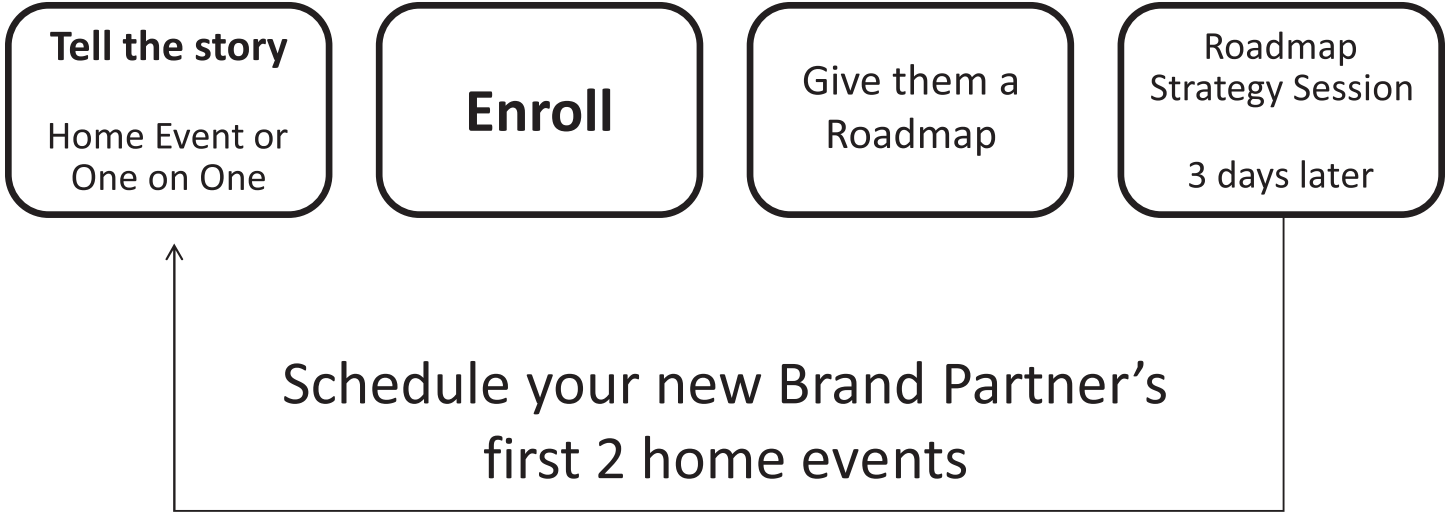 Tell the story
Home Event or
One on One
Enroll
Give them a
Roadmap
Roadmap
Strategy Session
3 days later
Schedule your new Brand Partner’s
first 2 home events